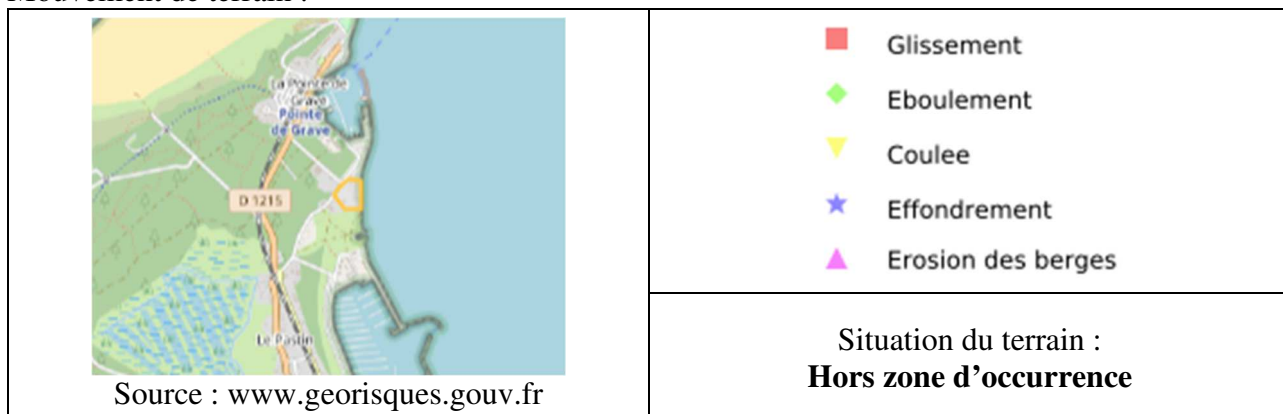 Mouvement de terrain :
La Pointe de
Grave
Pointe
de Grave
D 1215
Le Pastin
Source : www.georisques.gouv.fr
Glissement
Eboulement
Coulee
Effondrement
Erosion des berges
Situation du terrain :
Hors zone d'occurrence